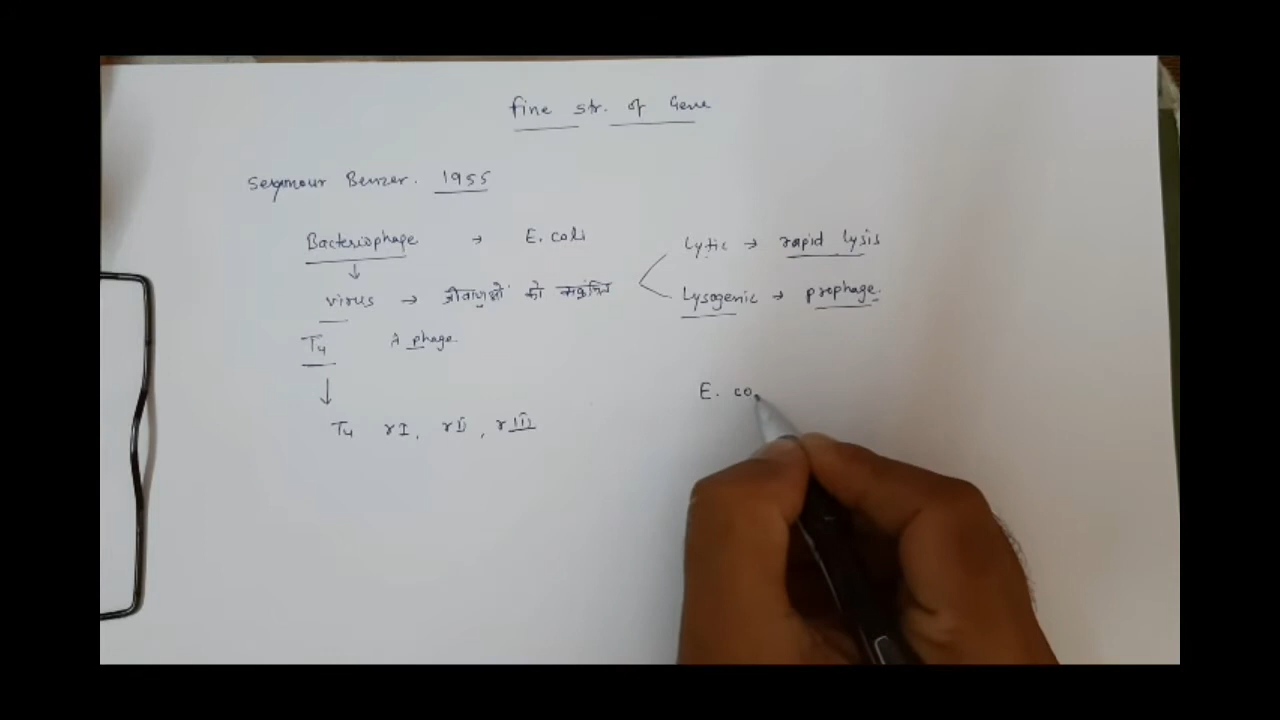 fine str. of Gene
Seymour Benzer. 1955
Bacteriophage → E. coli
Lytic → rapid lysis
↓
virus → जीवाणुओं को संक्रमित
Lysogenic → prophage.
T4 λ phage.
↓
E. co
T4 rI, rII, rIII